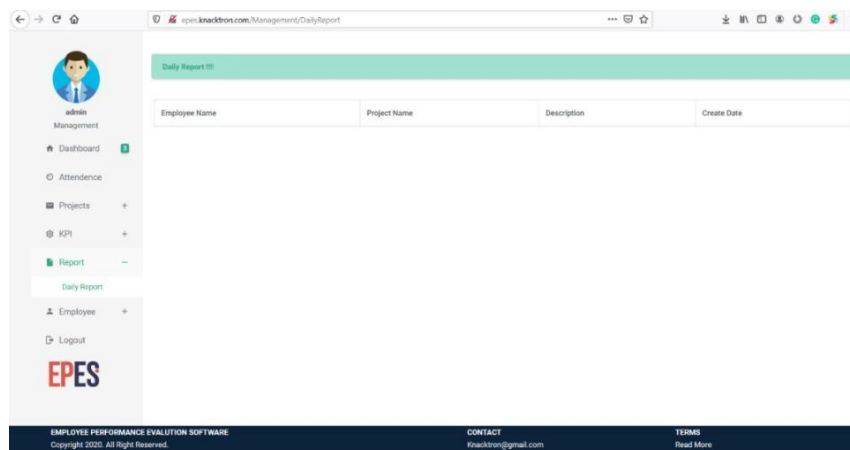 epes.knacktron.com/Management/DailyReport
Daily Report !!!!
admin
Management
Employee Name Project Name Description Create Date
Dashboard 3
Attendence
Projects +
KPI +
Report −
Daily Report
Employee +
Logout
EPES
EMPLOYEE PERFORMANCE EVALUTION SOFTWARE CONTACT TERMS
Copyright 2020. All Right Reserved. Knacktron@gmail.com Read More